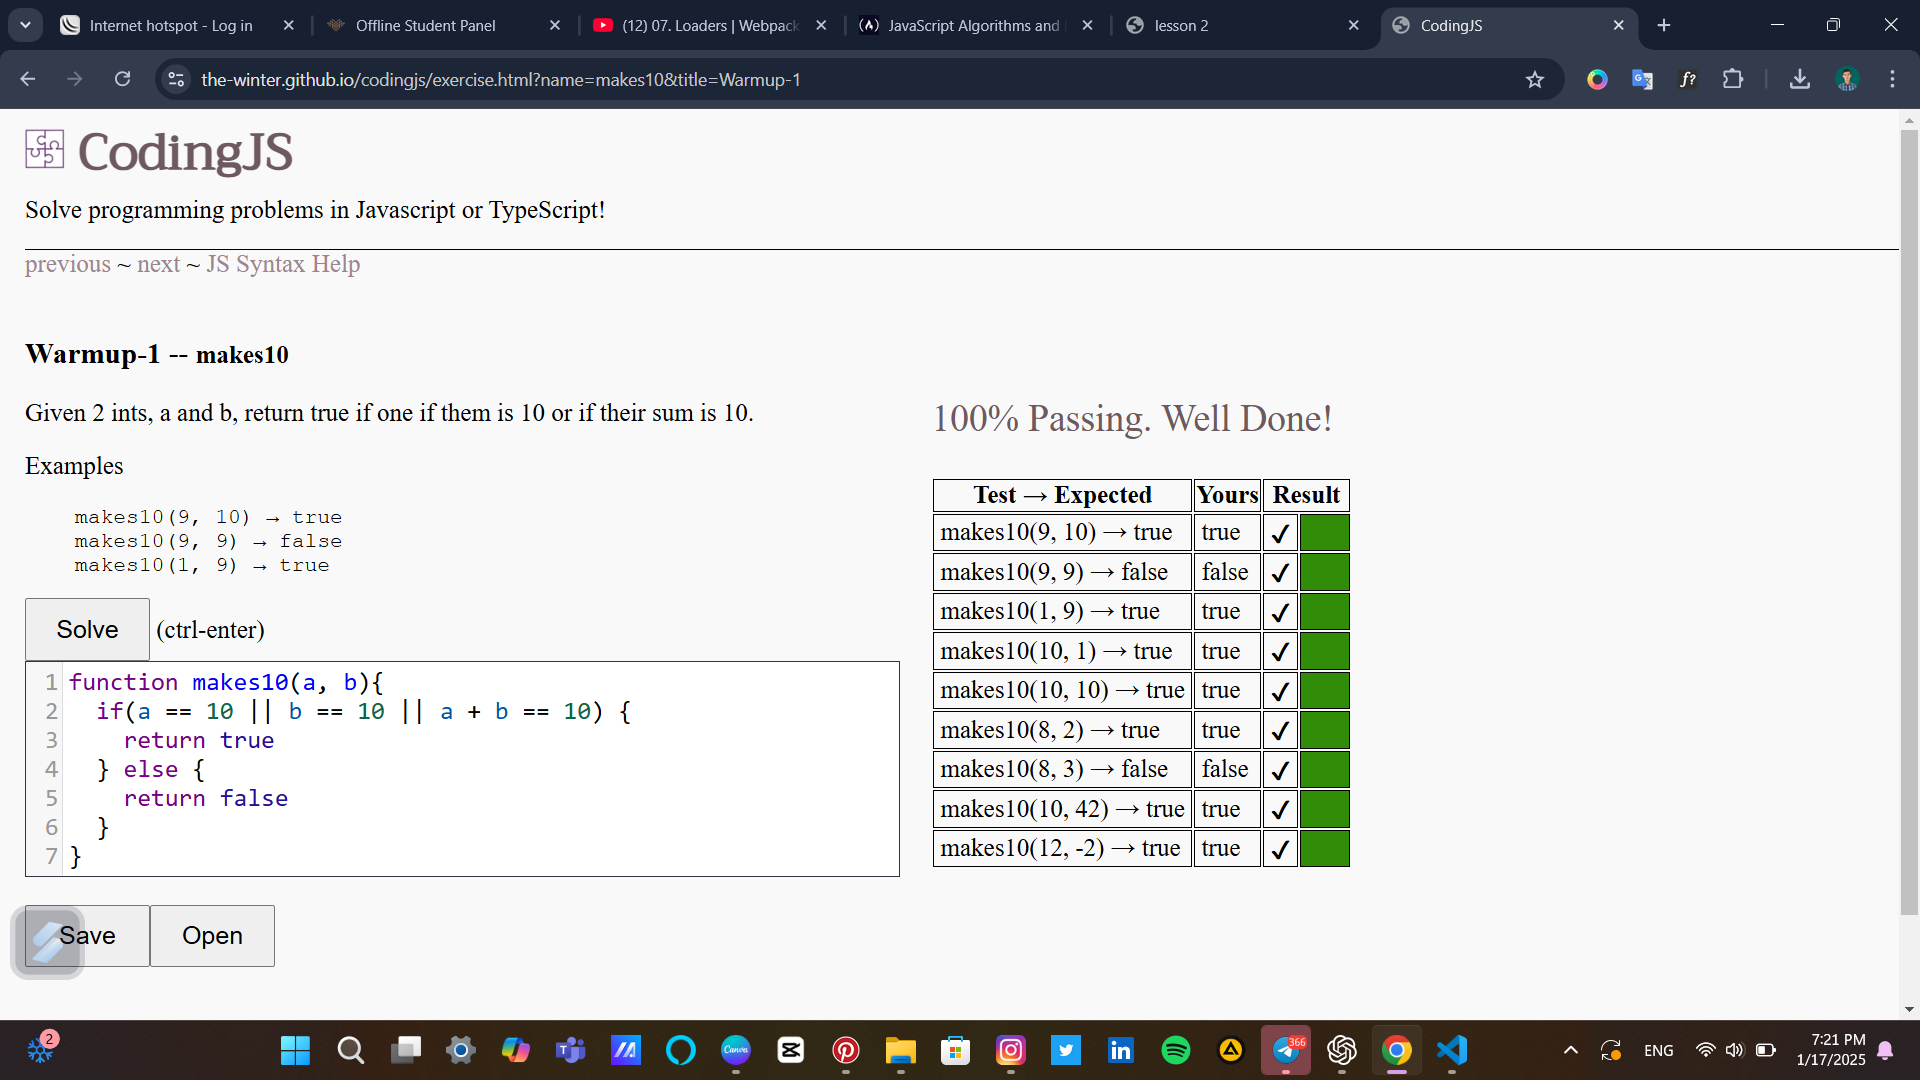 Internet hotspot - Log in
Offline Student Panel
(12) 07. Loaders | Webpack
JavaScript Algorithms and
lesson 2
CodingJS
the-winter.github.io/codingjs/exercise.html?name=makes10&title=Warmup-1
CodingJS
Solve programming problems in Javascript or TypeScript!
previous ~ next ~ JS Syntax Help
Warmup-1 -- makes10
Given 2 ints, a and b, return true if one if them is 10 or if their sum is 10.
Examples
makes10(9, 10) → true
makes10(9, 9) → false
makes10(1, 9) → true
Solve (ctrl-enter)
1 function makes10(a, b){
2 if(a == 10 || b == 10 || a + b == 10) {
3 return true
4 } else {
5 return false
6 }
7 }
Save Open
100% Passing. Well Done!
Test → Expected Yours Result
makes10(9, 10) → true true ✓
makes10(9, 9) → false false ✓
makes10(1, 9) → true true ✓
makes10(10, 1) → true true ✓
makes10(10, 10) → true true ✓
makes10(8, 2) → true true ✓
makes10(8, 3) → false false ✓
makes10(10, 42) → true true ✓
makes10(12, -2) → true true ✓
2
Canva
366
ENG
7:21 PM
1/17/2025